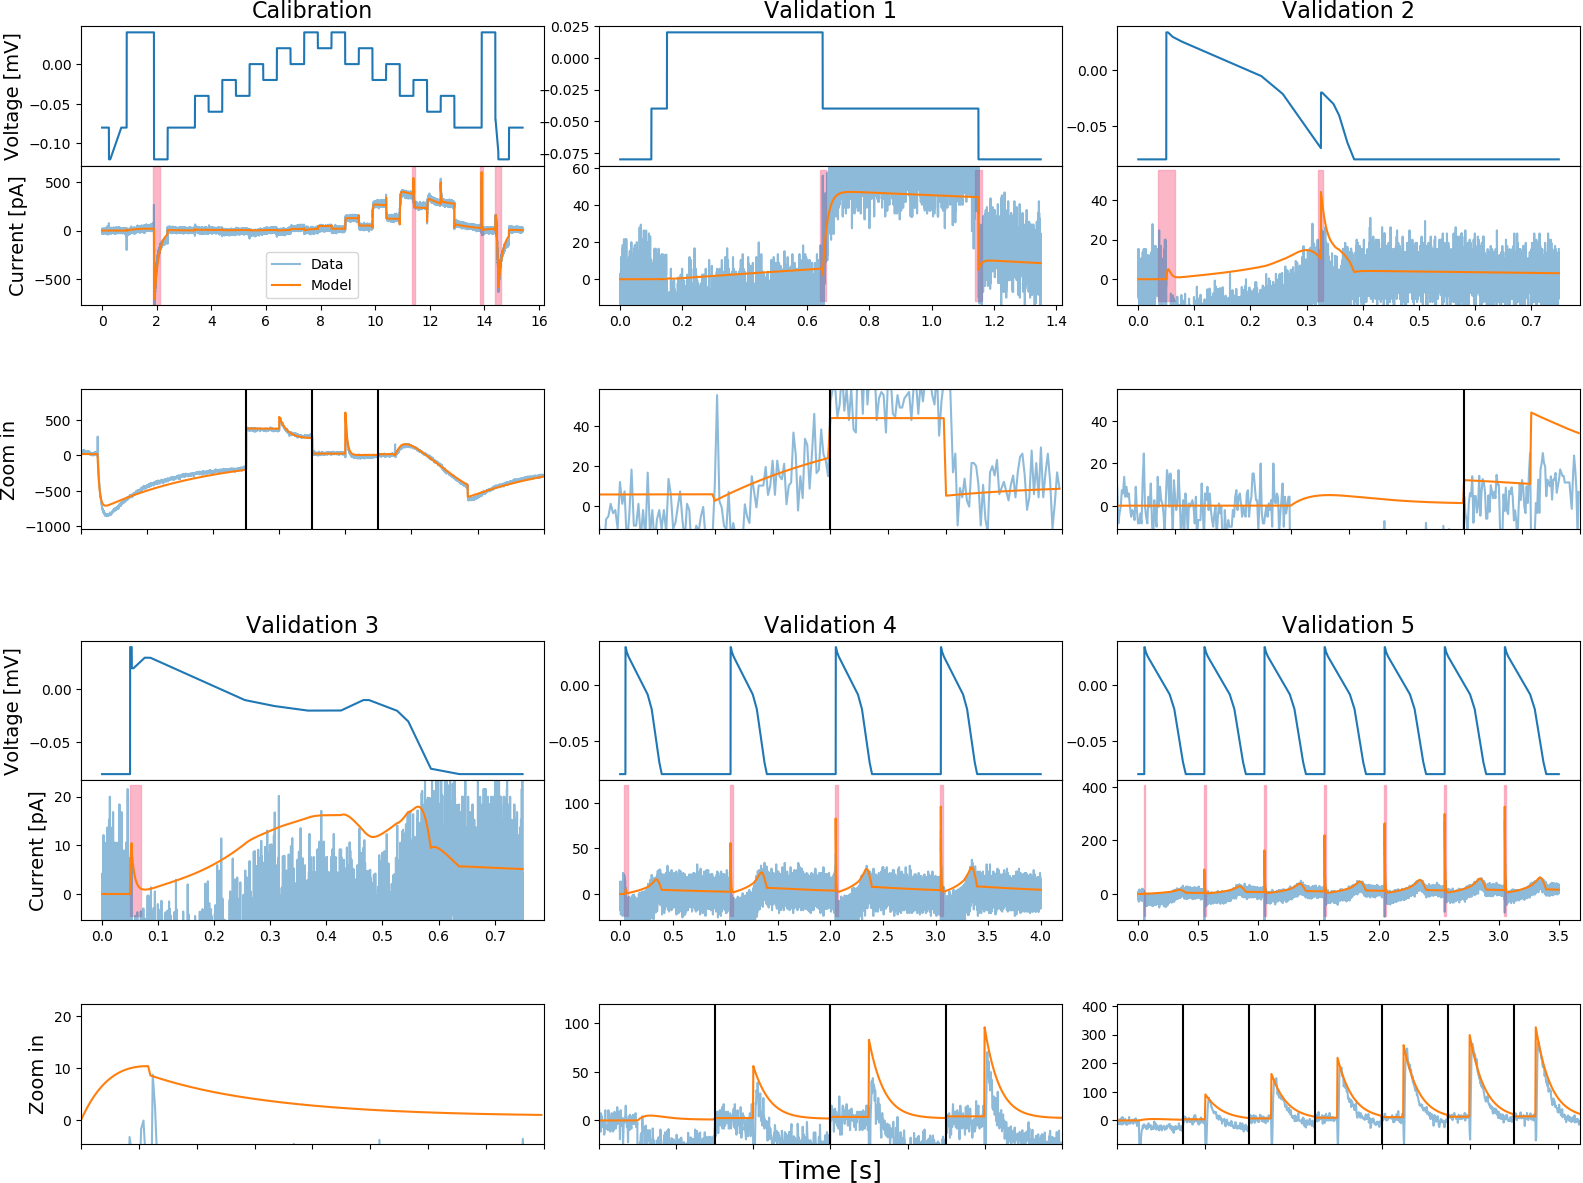 Calibration
Validation 1
Validation 2
Voltage [mV]
0.00
−0.05
−0.10
0.025
0.000
−0.025
−0.050
−0.075
0.00
−0.05
Current [pA]
500
0
−500
Data
Model
0 2 4 6 8 10 12 14 16
60
40
20
0
0.0 0.2 0.4 0.6 0.8 1.0 1.2 1.4
40
20
0
0.0 0.1 0.2 0.3 0.4 0.5 0.6 0.7
Zoom in
500
0
−500
−1000
40
20
0
40
20
0
Validation 3
Validation 4
Validation 5
Voltage [mV]
0.00
−0.05
0.00
−0.05
0.00
−0.05
Current [pA]
20
10
0
0.0 0.1 0.2 0.3 0.4 0.5 0.6 0.7
100
50
0
0.0 0.5 1.0 1.5 2.0 2.5 3.0 3.5 4.0
400
200
0
0.0 0.5 1.0 1.5 2.0 2.5 3.0 3.5
Zoom in
20
10
0
100
50
0
400
300
200
100
0
Time [s]